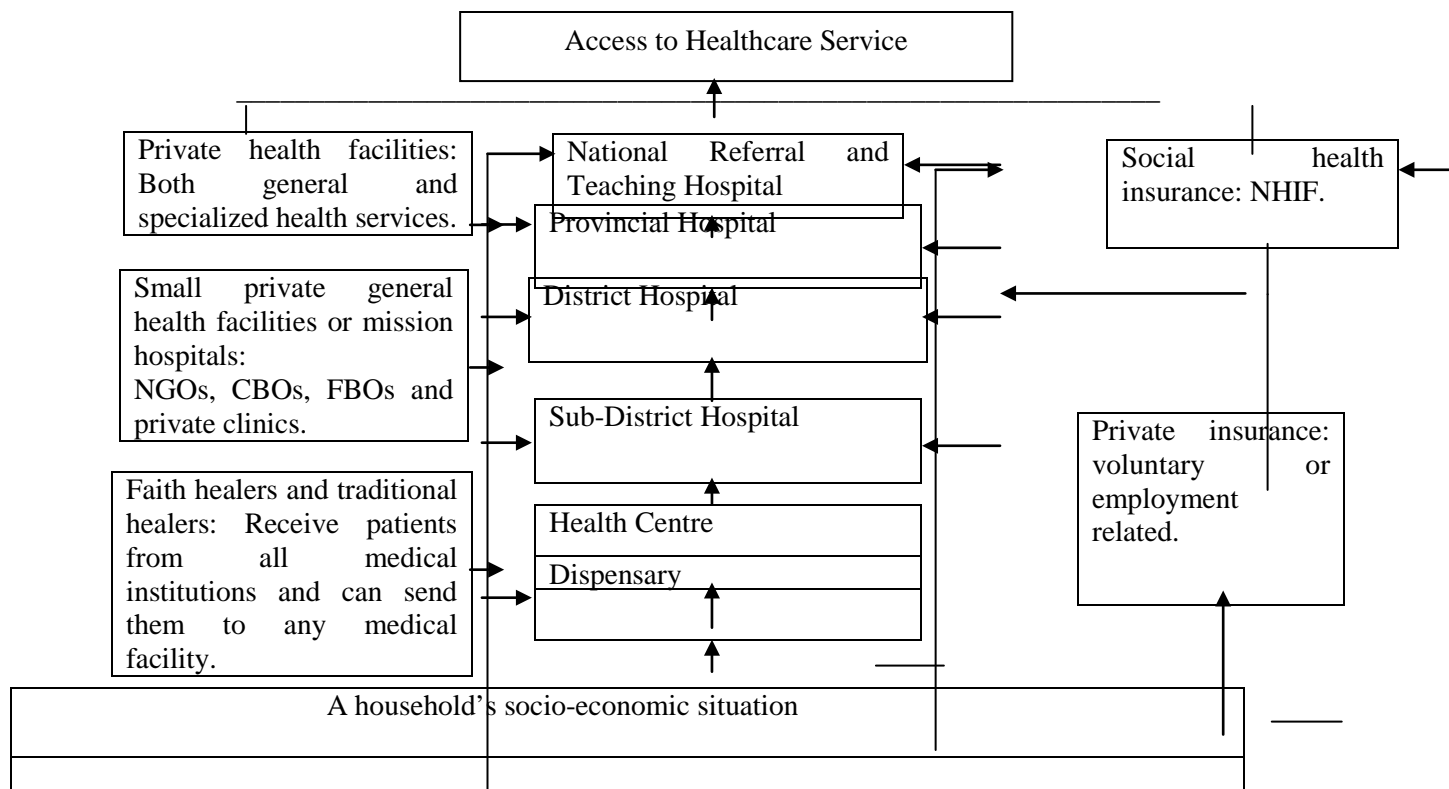 Access to Healthcare Service
Private health facilities:
Both general and
specialized health services.
National Referral and
Teaching Hospital
Social health
insurance: NHIF.
Provincial Hospital
Small private general
health facilities or mission
hospitals:
NGOs, CBOs, FBOs and
private clinics.
District Hospital
Sub-District Hospital
Private insurance:
voluntary or
employment
related.
Faith healers and traditional
healers: Receive patients
from all medical
institutions and can send
them to any medical
facility.
Health Centre
Dispensary
A household’s socio-economic situation